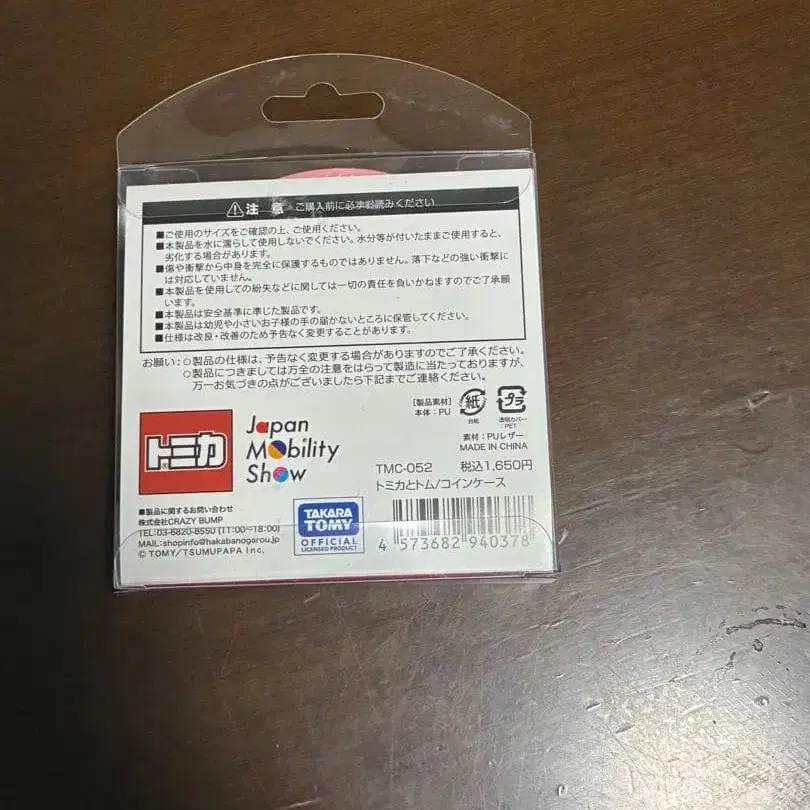 注 意 ご購入前に必ずお読みください
■ご使用のサイズをご確認の上、ご使用ください。
■本製品を水に濡らして使用しないでください。水分等が付いたままご使用すると、
劣化する場合があります。
■傷や衝撃から中身を完全に保護するものではありません。落下などの強い衝撃に
は対応していません。
■本製品を使用しての紛失などに関しては一切の責任を負いかねますのでご了承願
います。
■本製品は安全基準に準じた製品です。
■本製品は幼児や小さいお子様の手の届かないところに保管してください。
■仕様は改良・改善のため予告なく変更することがあります。
お願い:○製品の仕様は、予告なく変更する場合がありますのでご了承ください。
○製品につきましては万全の注意をはらって製造に当たっておりますが、
万一お気づきの点がございましたら下記までご連絡ください。
[製品素材]
本体:PU
紙
台紙
プラ
透明カバー
:PET
素材:PUレザー
MADE IN CHINA
トミカ
Japan
Mobility
Show
TMC-052 税込1,650円
トミカとトム/コインケース
■製品に関するお問い合わせ
株式会社CRAZY BUMP
TEL:03-6820-8550 (11:00~18:00)
MAIL:shopinfo@hakabanogarou.jp
© TOMY/TSUMUPAPA Inc.
TAKARA
TOMY
OFFICIAL
LICENSED PRODUCT
4 573682 940378